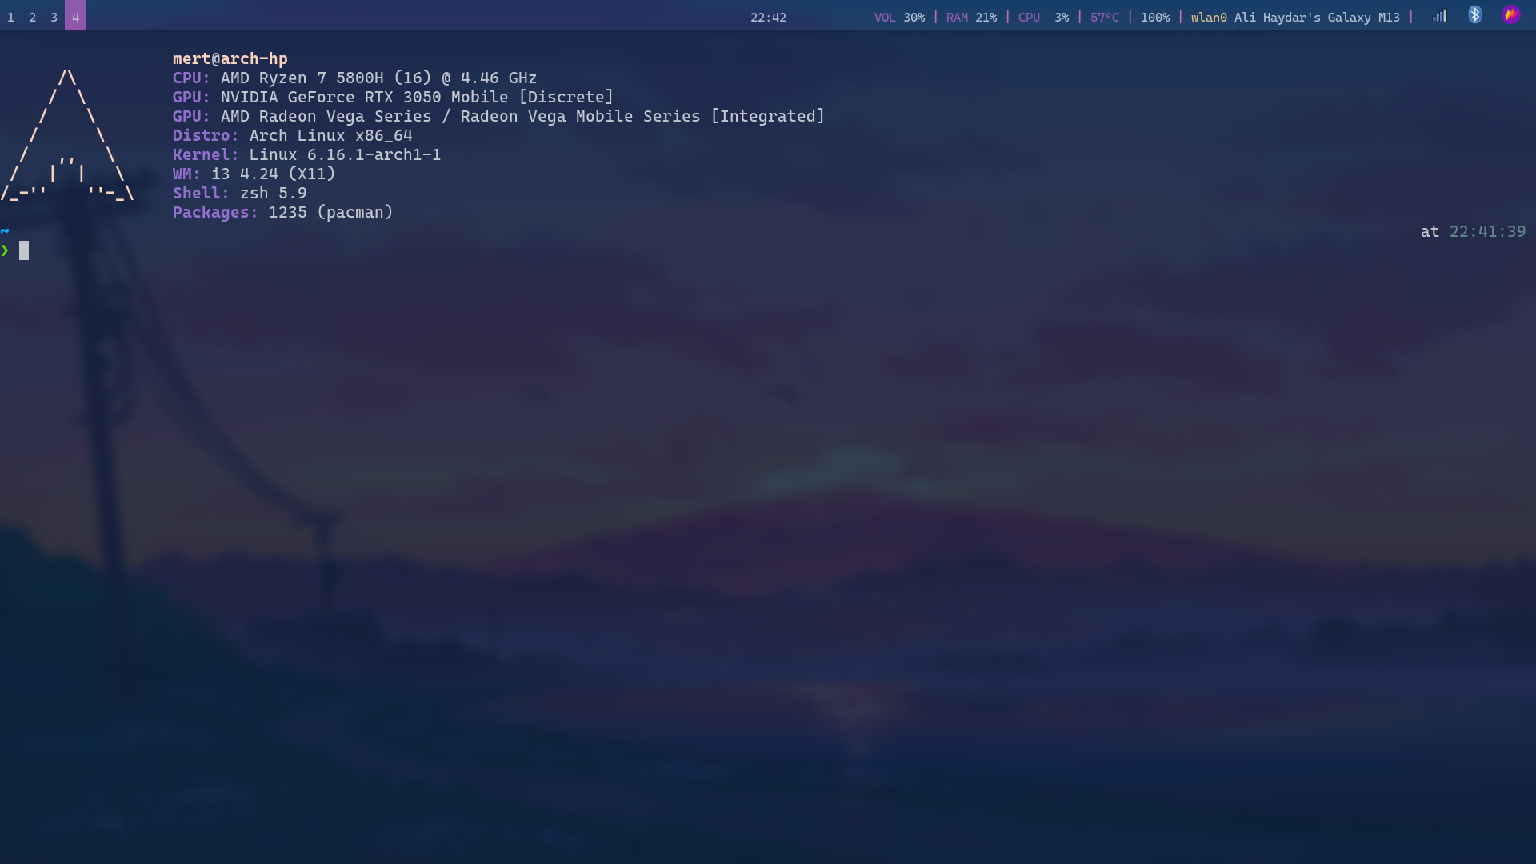 1 2 3 4 22:42 VOL 30% | RAM 21% | CPU 3% | 57°C | 100% | wlan0 Ali Haydar's Galaxy M13 |
mert@arch-hp
CPU: AMD Ryzen 7 5800H (16) @ 4.46 GHz
GPU: NVIDIA GeForce RTX 3050 Mobile [Discrete]
GPU: AMD Radeon Vega Series / Radeon Vega Mobile Series [Integrated]
Distro: Arch Linux x86_64
Kernel: Linux 6.16.1-arch1-1
WM: i3 4.24 (X11)
Shell: zsh 5.9
Packages: 1235 (pacman)
~ at 22:41:39
❯